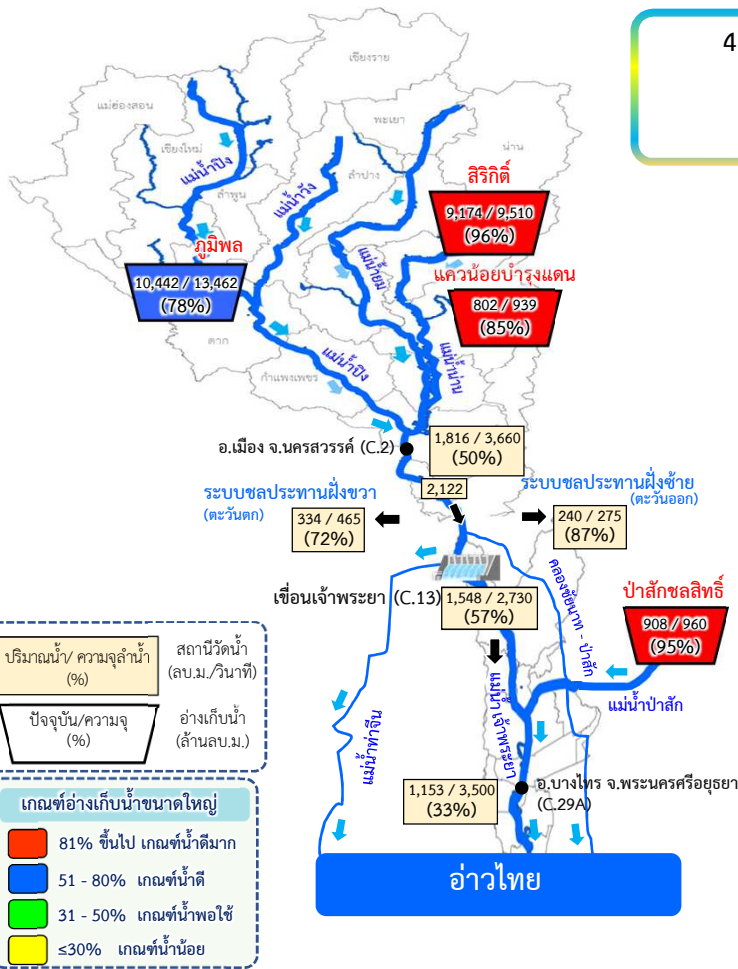 4
เชียงราย
แม่ฮ่องสอน
พะเยา
เชียงใหม่
น่าน
แม่น้ำปิง
ลำปาง
แม่น้ำวัง
ลำพูน
สิริกิติ์
9,174 / 9,510
(96%)
ภูมิพล
10,442 / 13,462
(78%)
แม่น้ำยม
แควน้อยบำรุงแดน
802 / 939
(85%)
ตาก
แม่น้ำปิง
แม่น้ำน่าน
กำแพงเพชร
อ.เมือง จ.นครสวรรค์ (C.2)
1,816 / 3,660
(50%)
2,122
ระบบชลประทานฝั่งขวา
(ตะวันตก)
334 / 465
(72%)
ระบบชลประทานฝั่งซ้าย
(ตะวันออก)
240 / 275
(87%)
เขื่อนเจ้าพระยา (C.13)
1,548 / 2,730
(57%)
คลองชัยนาท - ป่าสัก
ป่าสักชลสิทธิ์
908 / 960
(95%)
แม่น้ำป่าสัก
แม่น้ำเจ้าพระยา
แม่น้ำท่าจีน
1,153 / 3,500
(33%)
อ.บางไทร จ.พระนครศรีอยุธยา
(C.29A)
อ่าวไทย
ปริมาณน้ำ/ ความจุลำน้ำ
(%)
สถานีวัดน้ำ
(ลบ.ม./วินาที)
ปัจจุบัน/ความจุ
(%)
อ่างเก็บน้ำ
(ล้านลบ.ม.)
เกณฑ์อ่างเก็บน้ำขนาดใหญ่
81% ขึ้นไป เกณฑ์น้ำดีมาก
51 - 80% เกณฑ์น้ำดี
31 - 50% เกณฑ์น้ำพอใช้
≤30% เกณฑ์น้ำน้อย